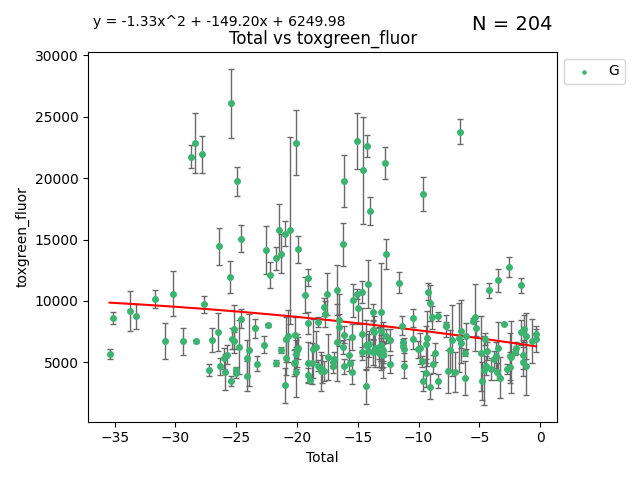 y = -1.33x^2 + -149.20x + 6249.98
N = 204
Total vs toxgreen_fluor
G
toxgreen_fluor
30000
25000
20000
15000
10000
5000
−35
−30
−25
−20
−15
−10
−5
0
Total